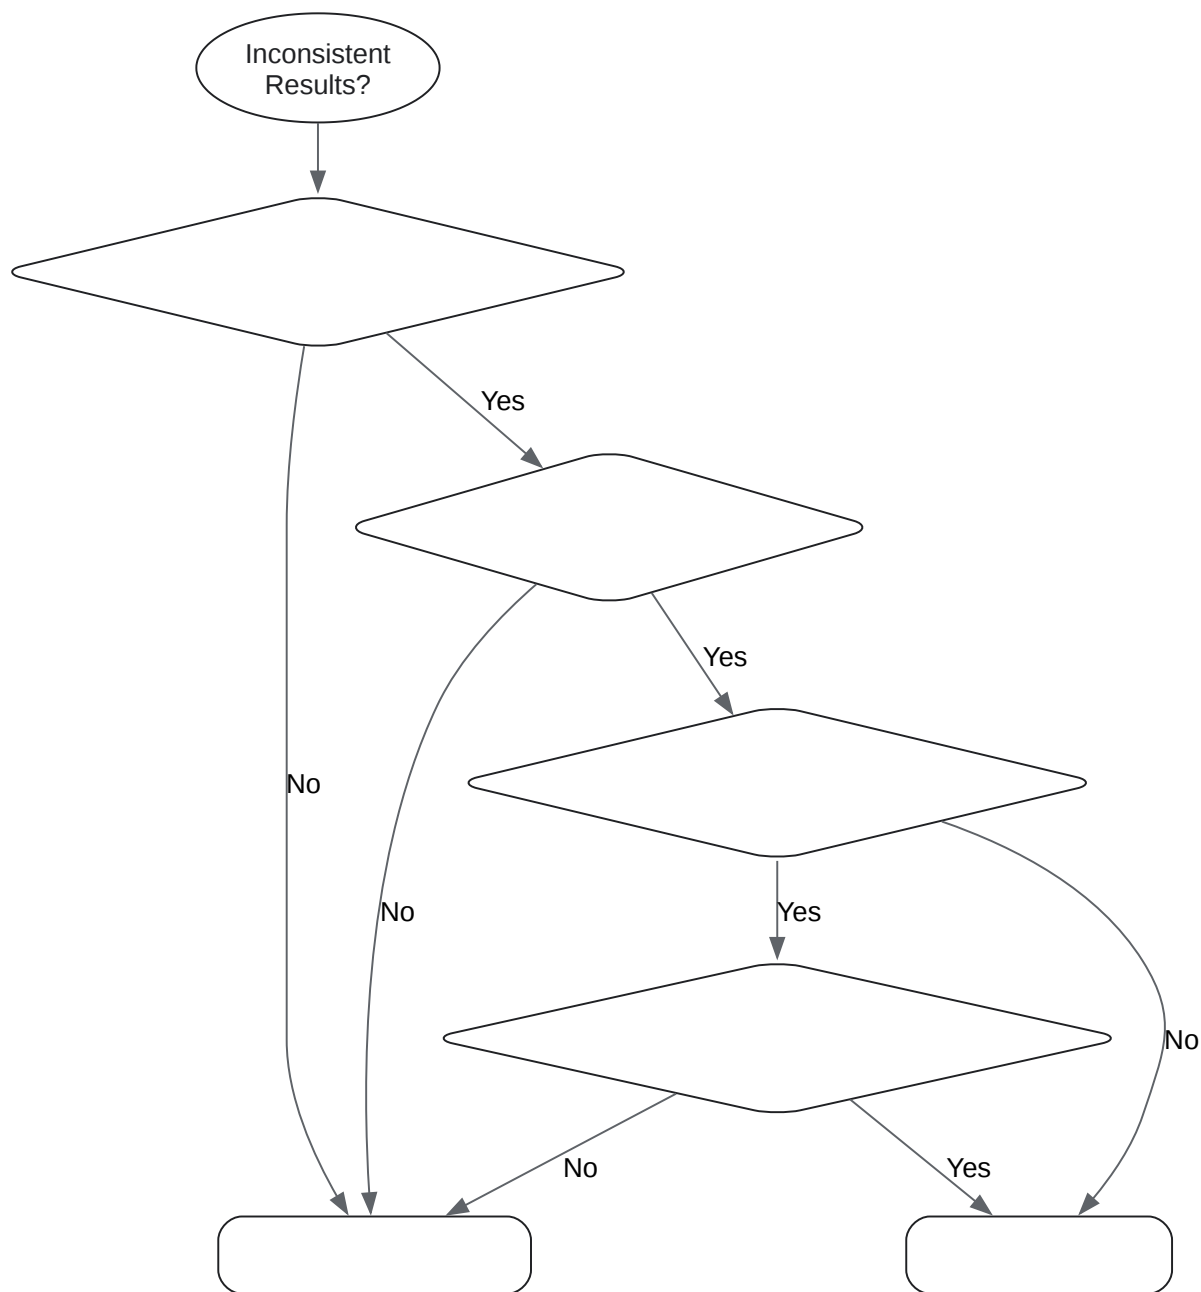 Inconsistent
Results?
Yes
Yes
No
Yes
No
No
No
Yes